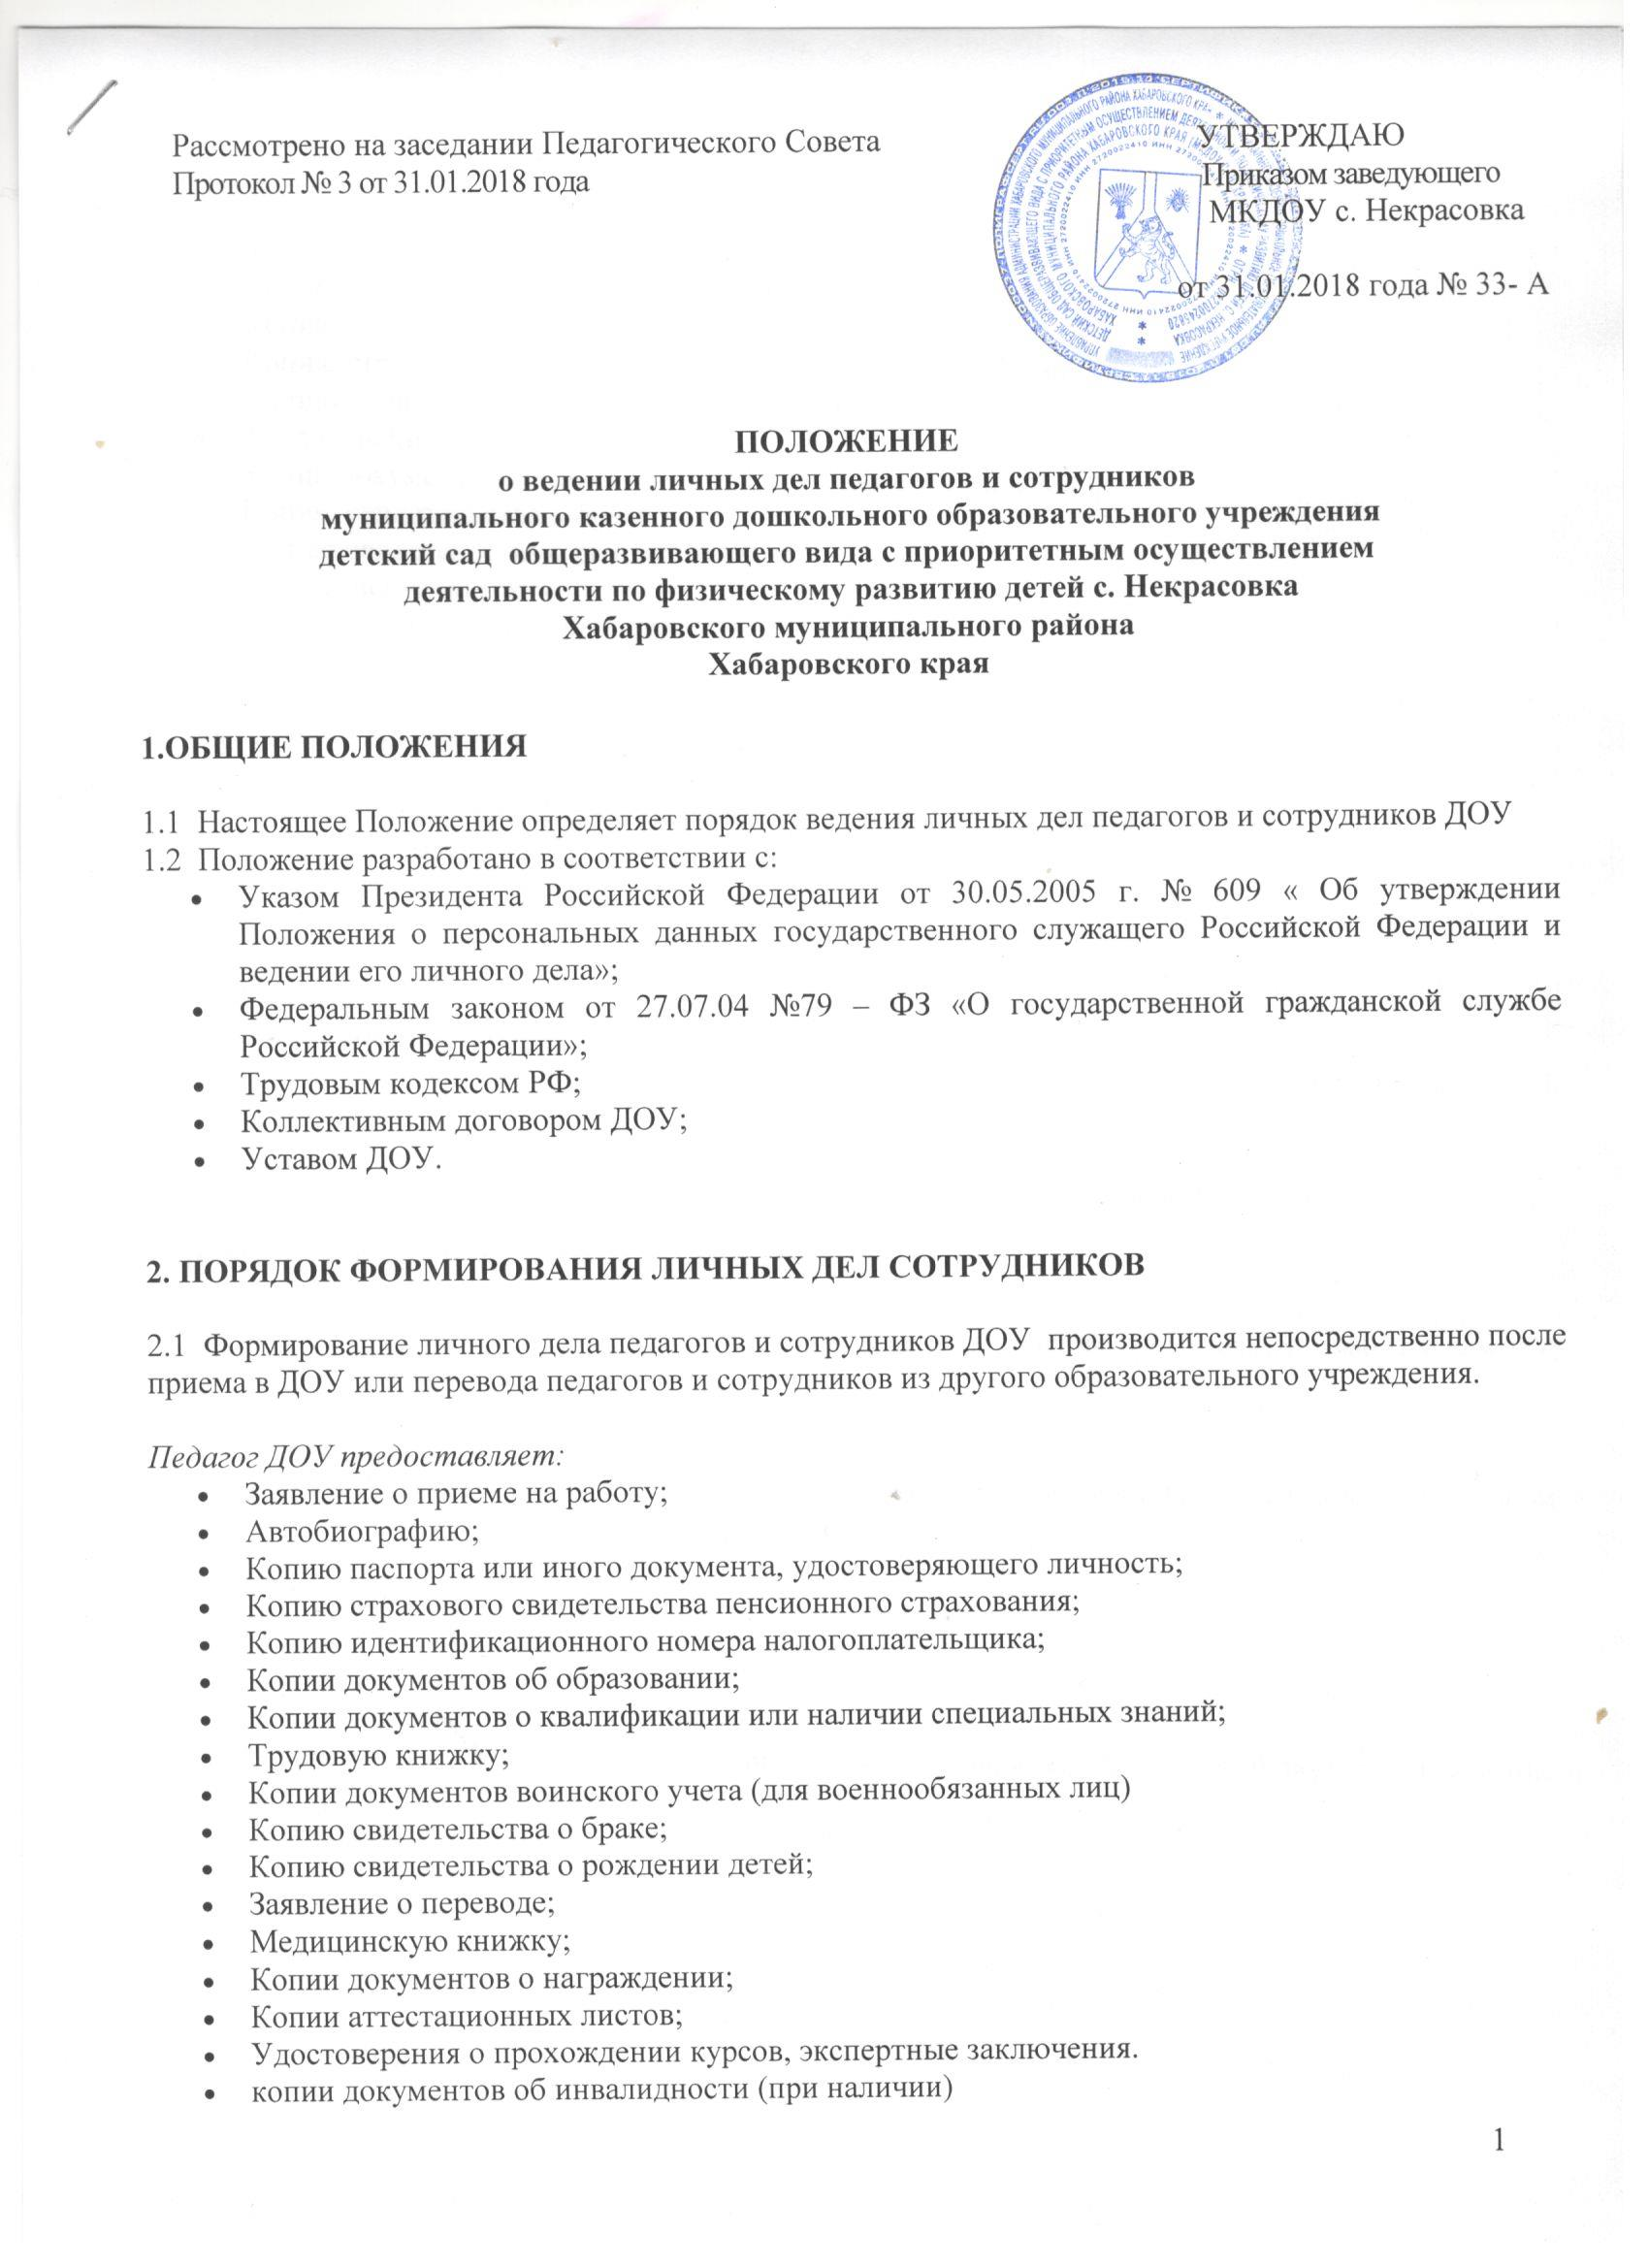 Рассмотрено на заседании Педагогического Совета
Протокол № 3 от 31.01.2018 года
УТВЕРЖДАЮ
Приказом заведующего
МКДОУ с. Некрасовка
от 31.01.2018 года № 33- А
ПОЛОЖЕНИЕ
о ведении личных дел педагогов и сотрудников
муниципального казенного дошкольного образовательного учреждения
детский сад общеразвивающего вида с приоритетным осуществлением
деятельности по физическому развитию детей с. Некрасовка
Хабаровского муниципального района
Хабаровского края
1.ОБЩИЕ ПОЛОЖЕНИЯ
1.1 Настоящее Положение определяет порядок ведения личных дел педагогов и сотрудников ДОУ
1.2 Положение разработано в соответствии с:
• Указом Президента Российской Федерации от 30.05.2005 г. № 609 « Об утверждении
Положения о персональных данных государственного служащего Российской Федерации и
ведении его личного дела»;
• Федеральным законом от 27.07.04 №79 – ФЗ «О государственной гражданской службе
Российской Федерации»;
• Трудовым кодексом РФ;
• Коллективным договором ДОУ;
• Уставом ДОУ.
2. ПОРЯДОК ФОРМИРОВАНИЯ ЛИЧНЫХ ДЕЛ СОТРУДНИКОВ
2.1 Формирование личного дела педагогов и сотрудников ДОУ производится непосредственно после
приема в ДОУ или перевода педагогов и сотрудников из другого образовательного учреждения.
Педагог ДОУ предоставляет:
• Заявление о приеме на работу;
• Автобиографию;
• Копию паспорта или иного документа, удостоверяющего личность;
• Копию страхового свидетельства пенсионного страхования;
• Копию идентификационного номера налогоплательщика;
• Копии документов об образовании;
• Копии документов о квалификации или наличии специальных знаний;
• Трудовую книжку;
• Копии документов воинского учета (для военнообязанных лиц)
• Копию свидетельства о браке;
• Копию свидетельства о рождении детей;
• Заявление о переводе;
• Медицинскую книжку;
• Копии документов о награждении;
• Копии аттестационных листов;
• Удостоверения о прохождении курсов, экспертные заключения.
• копии документов об инвалидности (при наличии)
1